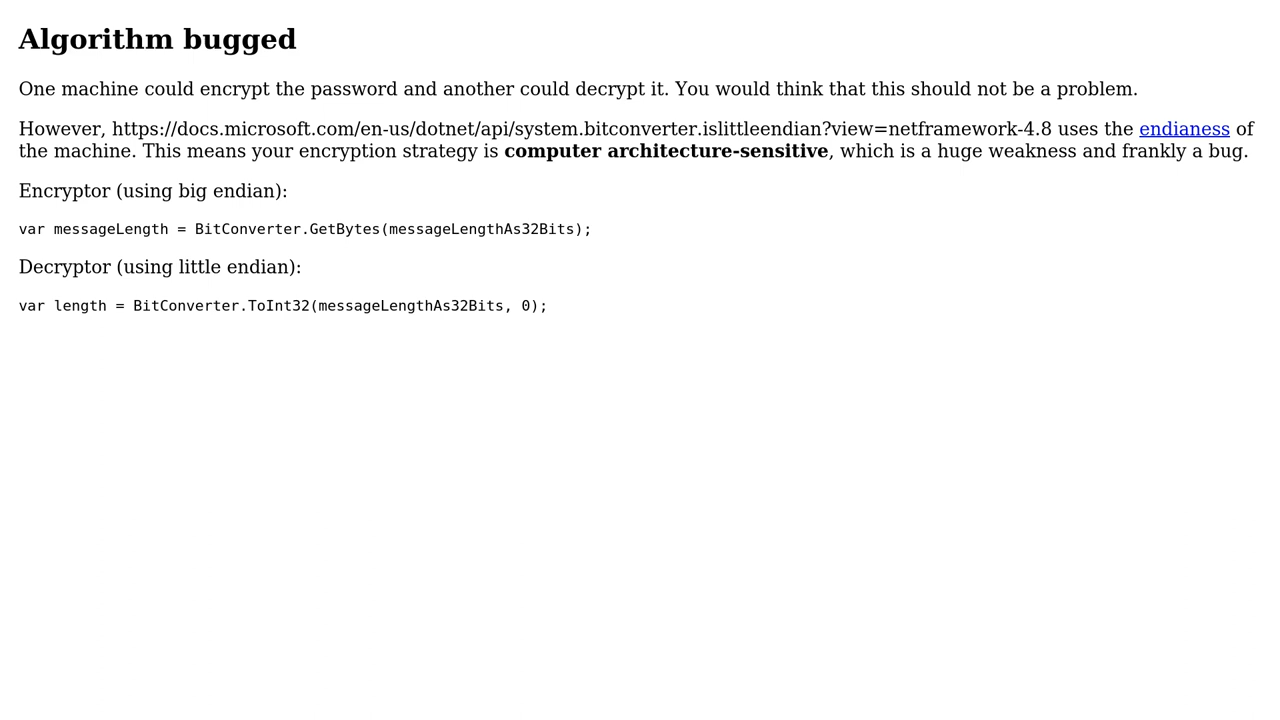 Algorithm bugged
One machine could encrypt the password and another could decrypt it. You would think that this should not be a problem.
However, https://docs.microsoft.com/en-us/dotnet/api/system.bitconverter.islittleendian?view=netframework-4.8 uses the endianess of
the machine. This means your encryption strategy is computer architecture-sensitive, which is a huge weakness and frankly a bug.
Encryptor (using big endian):
var messageLength = BitConverter.GetBytes(messageLengthAs32Bits);
Decryptor (using little endian):
var length = BitConverter.ToInt32(messageLengthAs32Bits, 0);